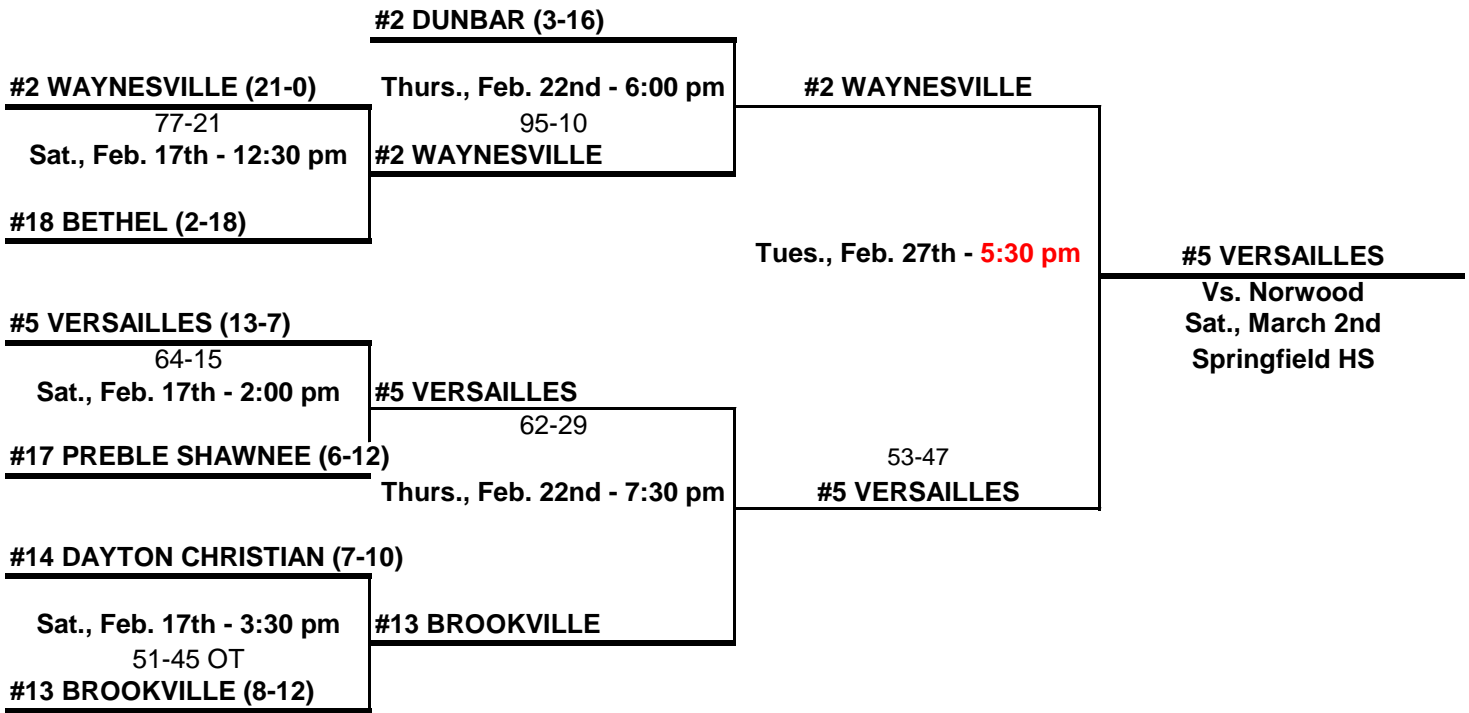 #2 DUNBAR (3-16)
#2 WAYNESVILLE (21-0)
Thurs., Feb. 22nd - 6:00 pm
#2 WAYNESVILLE
77-21
95-10
Sat., Feb. 17th - 12:30 pm
#2 WAYNESVILLE
#18 BETHEL (2-18)
Tues., Feb. 27th - 5:30 pm
#5 VERSAILLES
Vs. Norwood
Sat., March 2nd
Springfield HS
#5 VERSAILLES (13-7)
64-15
Sat., Feb. 17th - 2:00 pm
#5 VERSAILLES
62-29
#17 PREBLE SHAWNEE (6-12)
53-47
Thurs., Feb. 22nd - 7:30 pm
#5 VERSAILLES
#14 DAYTON CHRISTIAN (7-10)
Sat., Feb. 17th - 3:30 pm
#13 BROOKVILLE
51-45 OT
#13 BROOKVILLE (8-12)